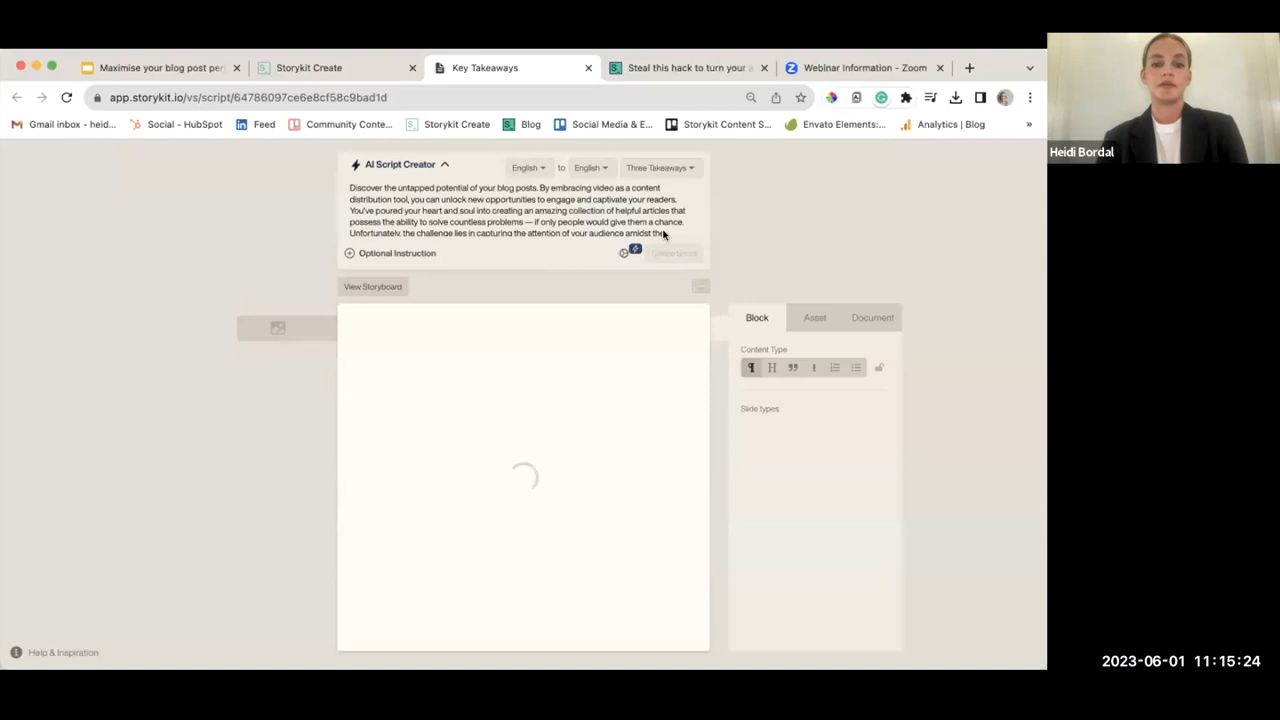 Maximise your blog post per
Storykit Create
Key Takeaways
Steal this hack to turn your a
Webinar Information - Zoom
app.storykit.io/vs/script/64786097ce6e8cf58c9bad1d
Gmail inbox - heid...
Social - HubSpot
Feed
Community Conte...
Storykit Create
Blog
Social Media & E...
Storykit Content S...
Envato Elements:...
Analytics | Blog
»
Heidi Bordal
AI Script Creator
English
to
English
Three Takeaways
Discover the untapped potential of your blog posts. By embracing video as a content
distribution tool, you can unlock new opportunities to engage and captivate your readers.
You've poured your heart and soul into creating an amazing collection of helpful articles that
possess the ability to solve countless problems — if only people would give them a chance.
Unfortunately, the challenge lies in capturing the attention of your audience amidst the
Optional Instruction
View Storyboard
Block
Asset
Document
Content Type
Slide types
Help & Inspiration
2023-06-01 11:15:24